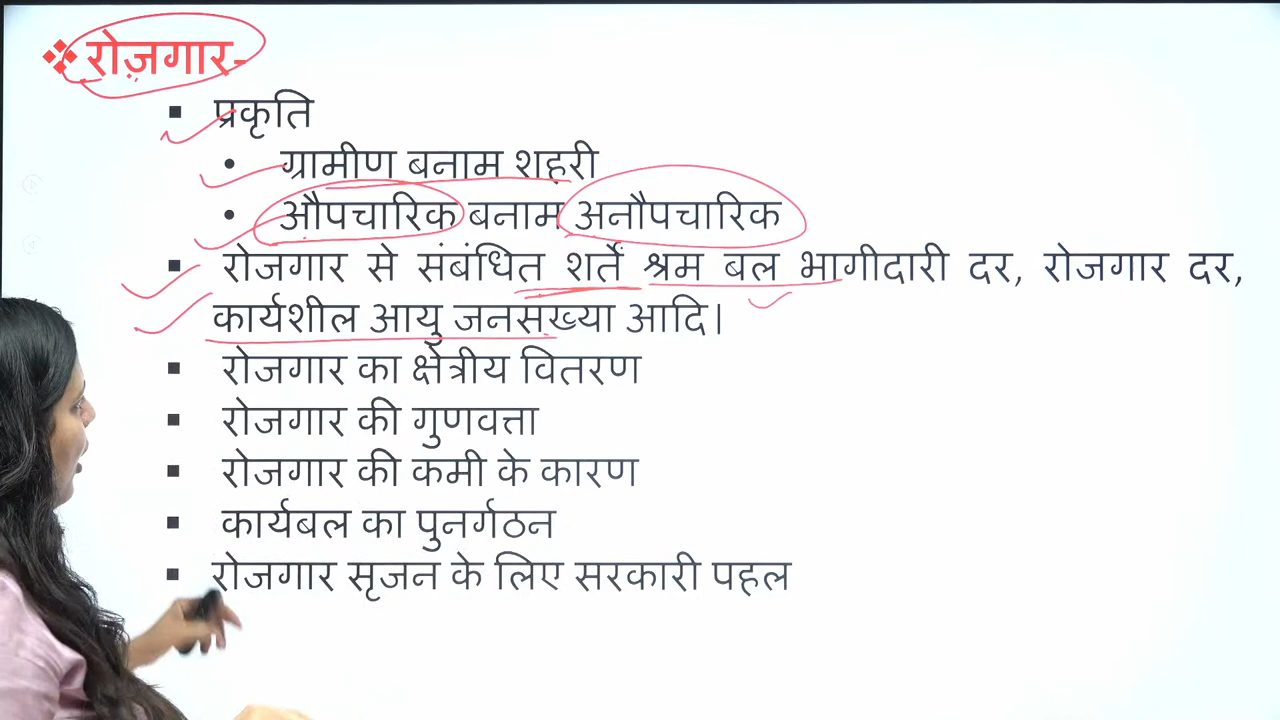 ❖ रोज़गार-
▪ प्रकृति
• ग्रामीण बनाम शहरी
• औपचारिक बनाम अनौपचारिक
▪ रोजगार से संबंधित शर्तें श्रम बल भागीदारी दर, रोजगार दर,
कार्यशील आयु जनसख्या आदि।
▪ रोजगार का क्षेत्रीय वितरण
▪ रोजगार की गुणवत्ता
▪ रोजगार की कमी के कारण
▪ कार्यबल का पुनर्गठन
▪ रोजगार सृजन के लिए सरकारी पहल